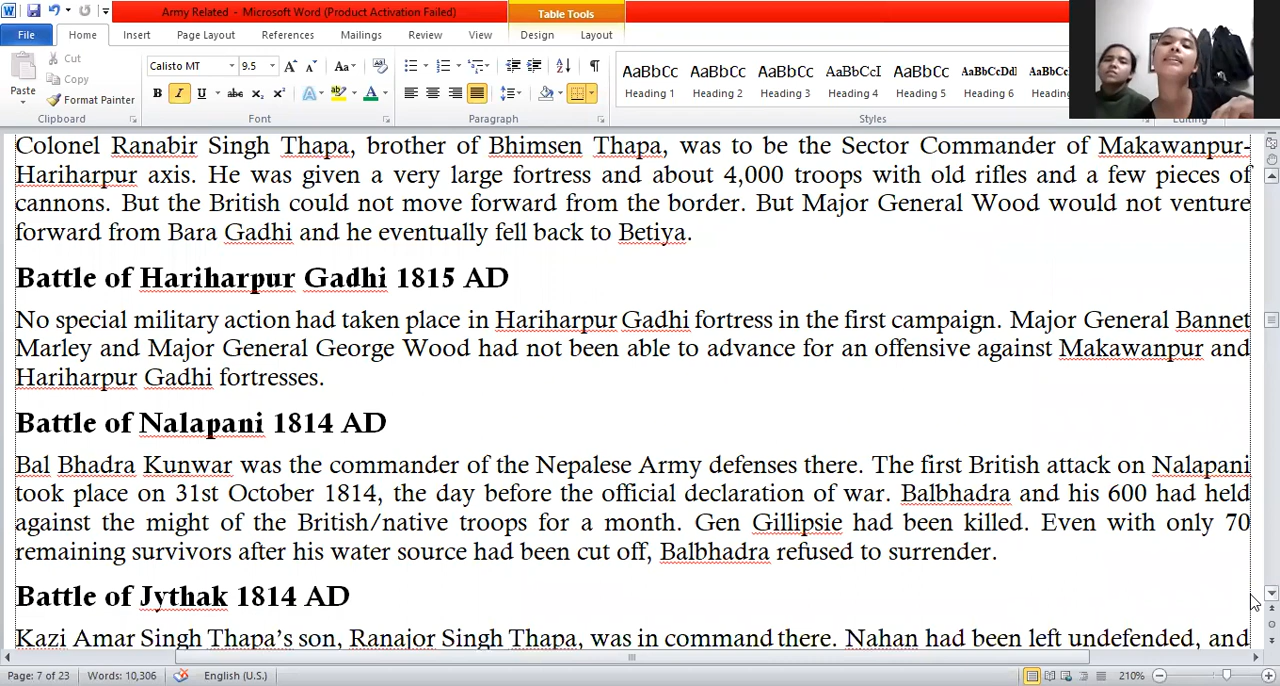 Army Related - Microsoft Word (Product Activation Failed)
Table Tools
File Home Insert Page Layout References Mailings Review View Design Layout
Cut
Copy
Paste
Format Painter
Calisto MT 9.5
AaBbCc AaBbCc AaBbCc AaBbCcI AaBbCc AaBbCcDd AaBbC
Heading 1 Heading 2 Heading 3 Heading 4 Heading 5 Heading 6 Heading
Clipboard Font Paragraph Styles Editing
Colonel Ranabir Singh Thapa, brother of Bhimsen Thapa, was to be the Sector Commander of Makawanpur-
Hariharpur axis. He was given a very large fortress and about 4,000 troops with old rifles and a few pieces of
cannons. But the British could not move forward from the border. But Major General Wood would not venture
forward from Bara Gadhi and he eventually fell back to Betiya.
Battle of Hariharpur Gadhi 1815 AD
No special military action had taken place in Hariharpur Gadhi fortress in the first campaign. Major General Bannet
Marley and Major General George Wood had not been able to advance for an offensive against Makawanpur and
Hariharpur Gadhi fortresses.
Battle of Nalapani 1814 AD
Bal Bhadra Kunwar was the commander of the Nepalese Army defenses there. The first British attack on Nalapani
took place on 31st October 1814, the day before the official declaration of war. Balbhadra and his 600 had held
against the might of the British/native troops for a month. Gen Gillipsie had been killed. Even with only 70
remaining survivors after his water source had been cut off, Balbhadra refused to surrender.
Battle of Jythak 1814 AD
Kazi Amar Singh Thapa's son, Ranajor Singh Thapa, was in command there. Nahan had been left undefended, and
Page: 7 of 23 Words: 10,306 English (U.S.) 210%